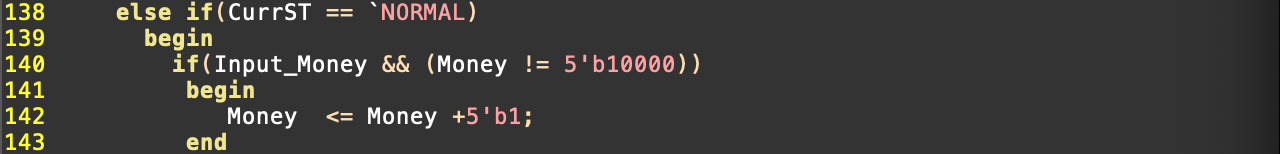 138     else if(CurrST == `NORMAL)
139       begin
140         if(Input_Money && (Money != 5'b10000))
141          begin
142             Money  <= Money +5'b1;
143          end